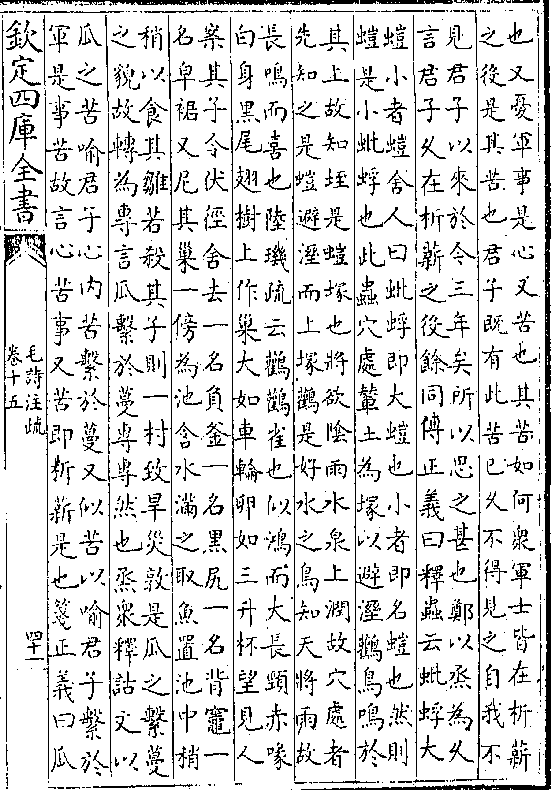 也又憂軍事是心又苦也其苦如何衆軍士皆在析薪
之後是其苦也君子既有此苦已久不得見之自我不
見君子以來於今三年矣所以思之甚也鄭以烝為久
言君子久在析薪之後餘同傅正義曰釋蟲云蚍蜉大
螘小者螘舍人曰蚍蜉即大螘也小者即名螘也然則
螘是小蚍蜉也此蟲穴處輂土為塚以避溼鸛鳥鳴於
其上故知垤是螘塚也將欲陰雨水泉上潤故穴處者
先知之是螘避溼而上塚鸛是好水之鳥知天將雨故
長鳴而喜也陸璣疏云鸛鸛雀也似鴻而大長頸赤喙
白身黑尾翅樹上作巢大如車輪卵如三升杯望見人
案其子令伏徑舍去一名負釜一名黑尻一名背竈一
名皁裙又尼其巢一傍為池含水滿之取魚置池中稍
稍以食其雛若殺其子則一村致旱災敦是瓜之繫蔓
之貌故轉為專言瓜繫於蔓専専然也烝衆釋詁文以
瓜之苦喻君子心内苦繫於蔓又似苦以喻君子繫於
軍是事苦故言心苦事又苦即析薪是也箋正義曰瓜
欽定四庫全書
毛詩注疏
卷十五
四十一